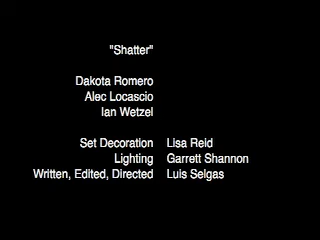 "Shatter"
Dakota Romero
Alec Locascio
Ian Wetzel
Set Decoration Lisa Reid
Lighting Garrett Shannon
Written, Edited, Directed Luis Selgas